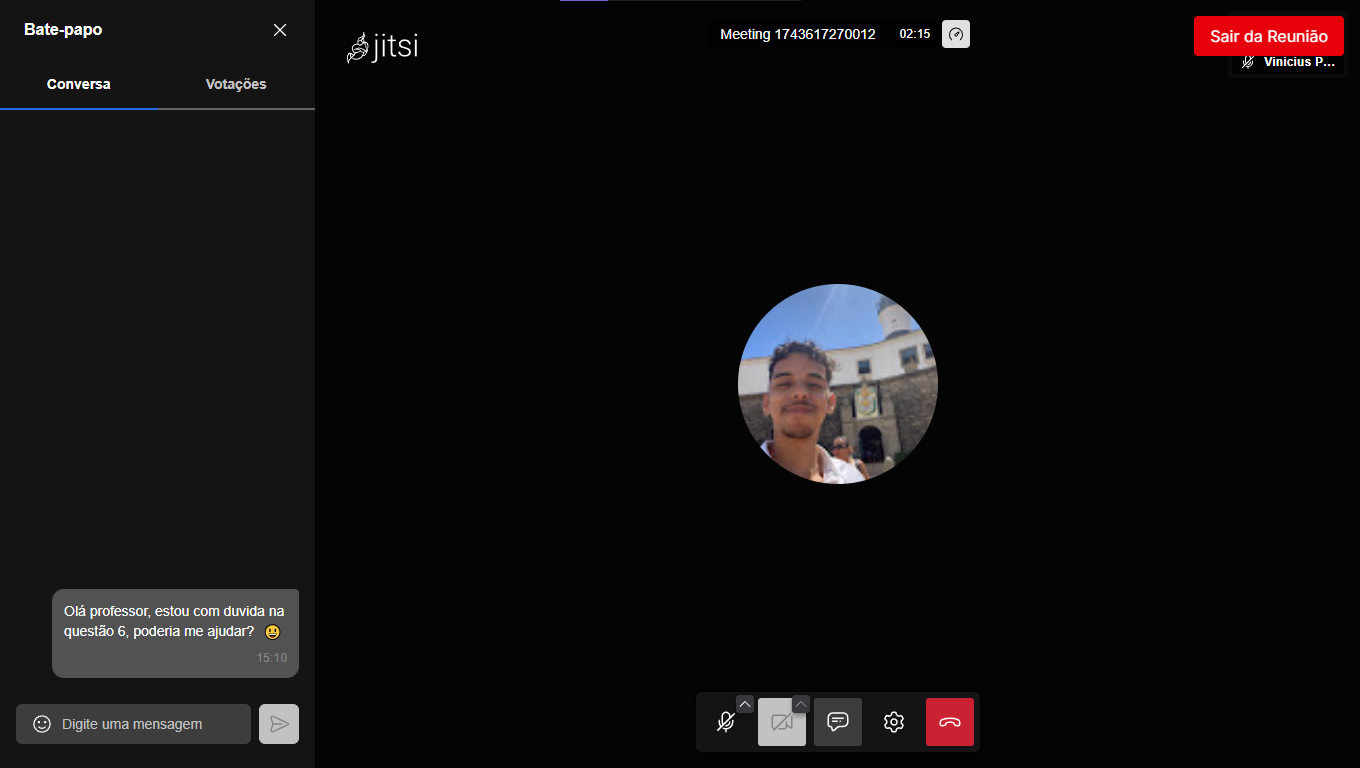 Bate-papo
Conversa
Votações
Olá professor, estou com duvida na
questão 6, poderia me ajudar? 😃
15:10
Digite uma mensagem
jitsi
Meeting 1743617270012
02:15
Sair da Reunião
Vinicius P...